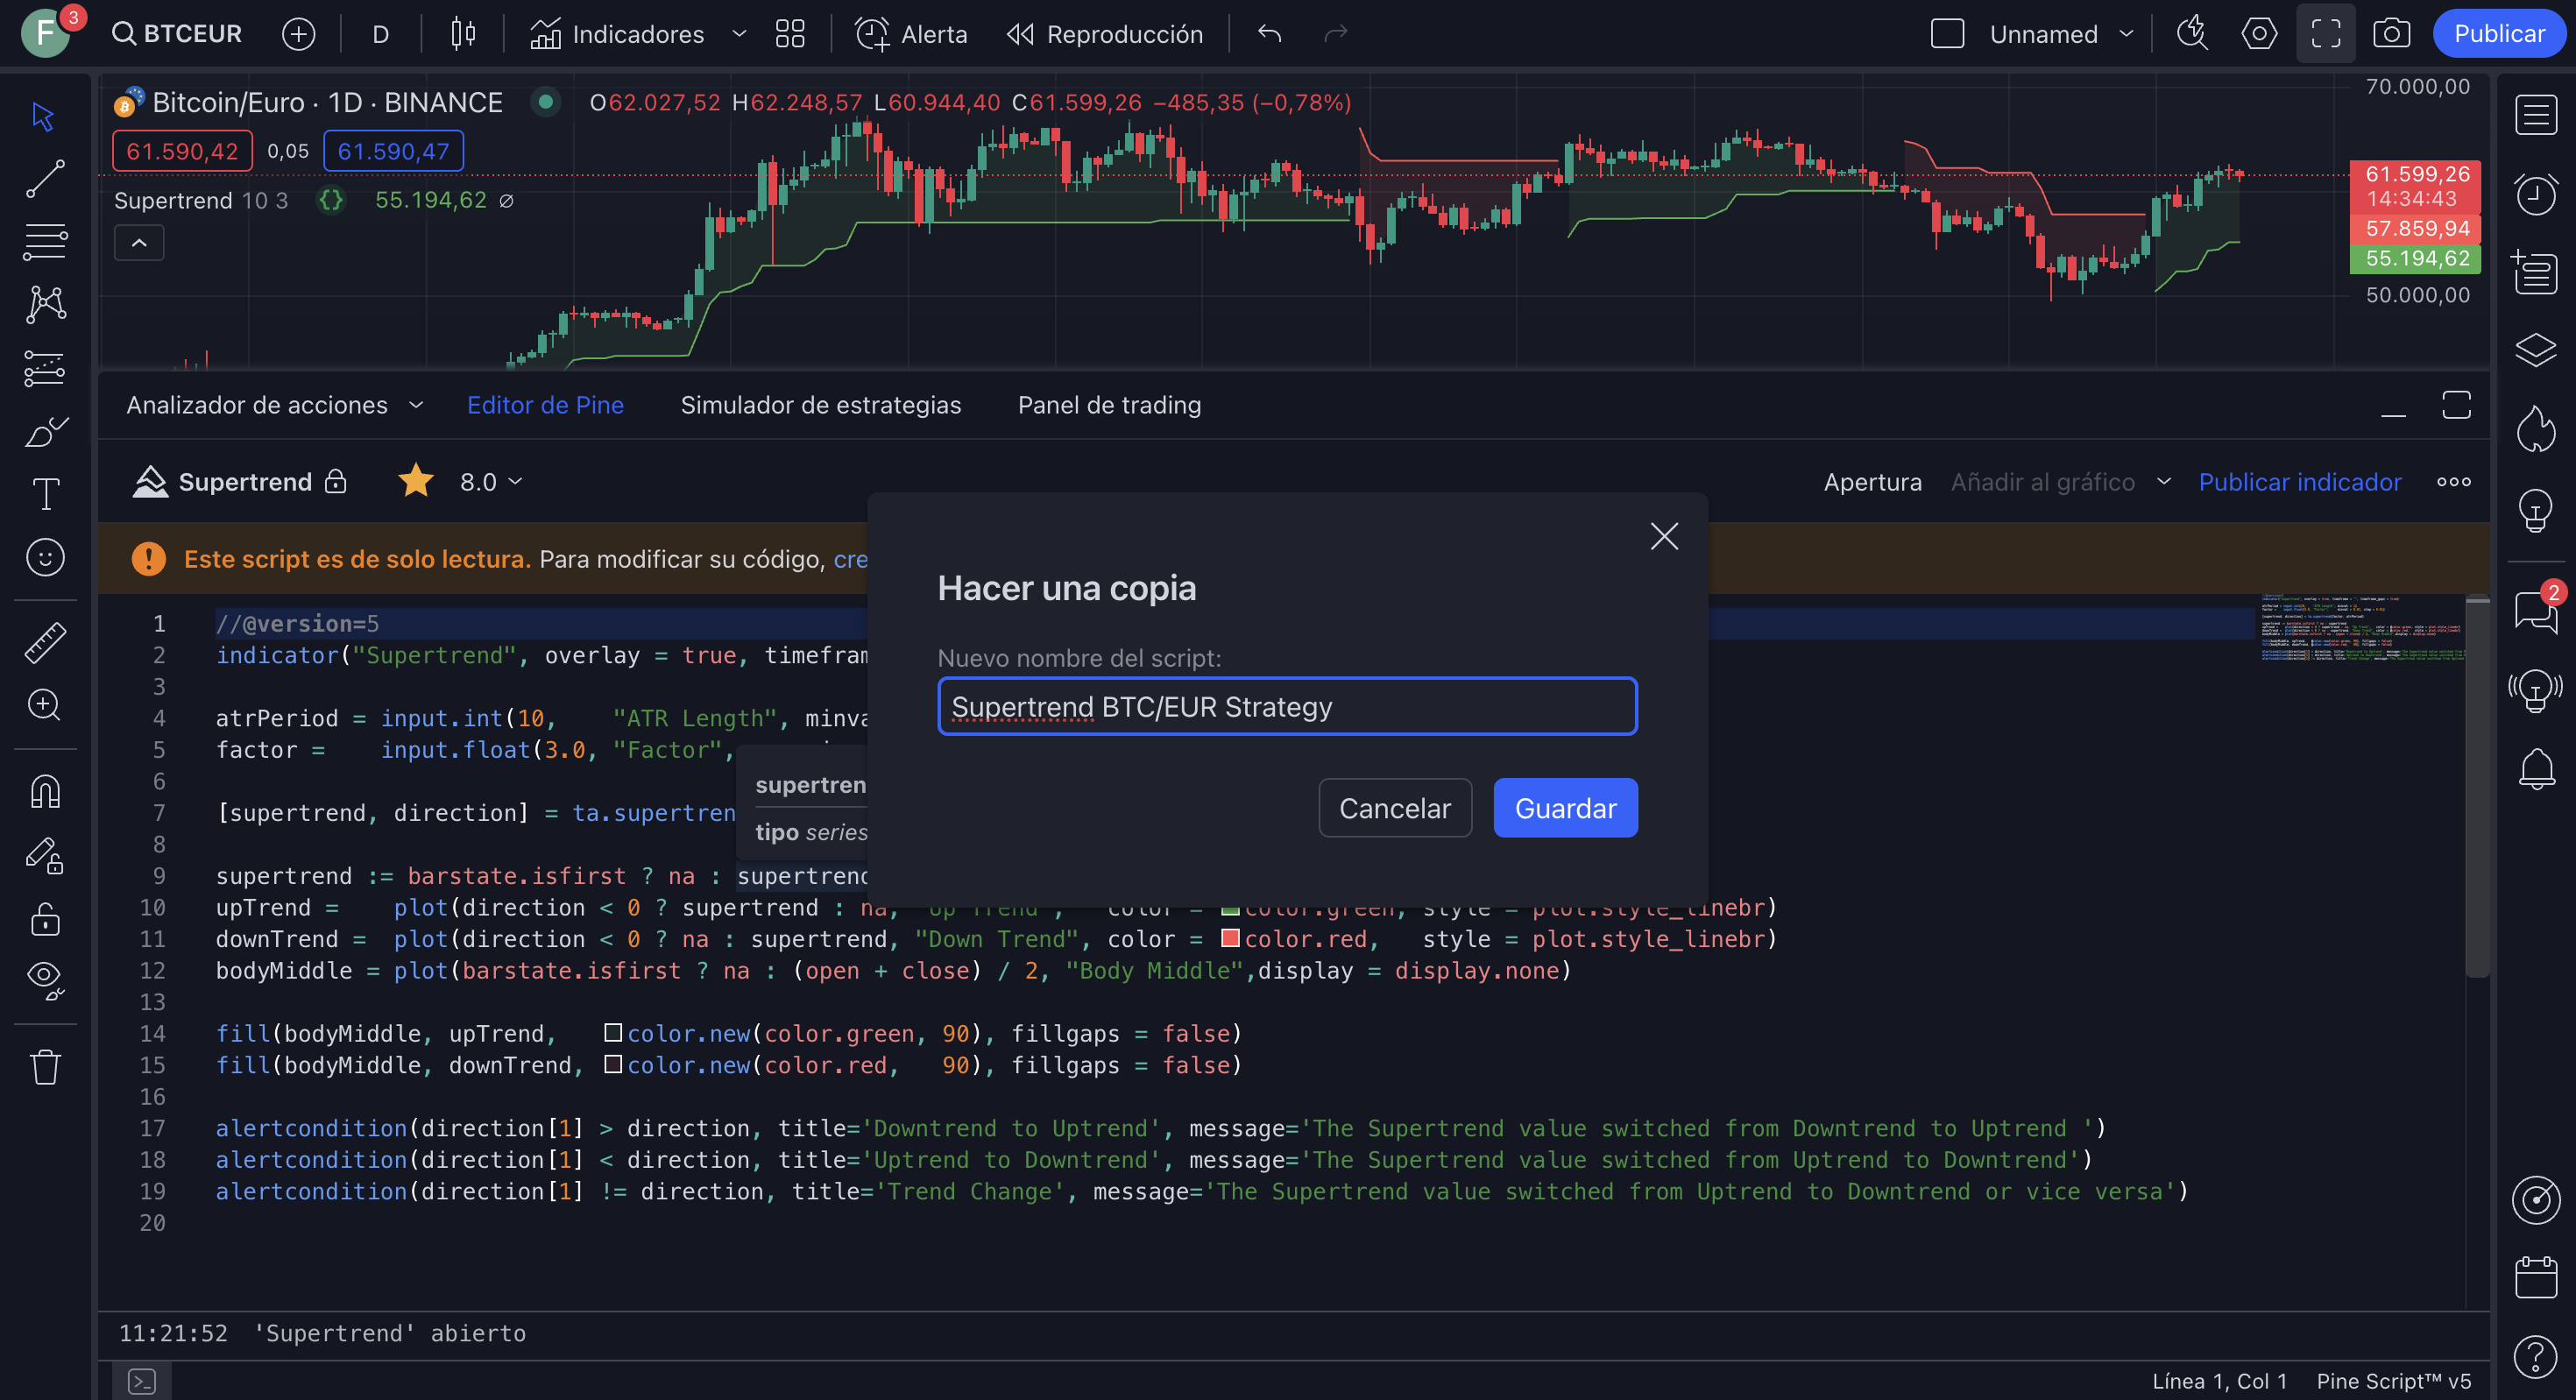 F 3 BTCEUR D Indicadores Alerta Reproducción Unnamed Publicar
Bitcoin/Euro · 1D · BINANCE O62.027,52 H62.248,57 L60.944,40 C61.599,26 −485,35 (−0,78%)
61.590,42 0,05 61.590,47
Supertrend 10 3 {} 55.194,62 ∅
70.000,00
61.599,26
14:34:43
57.859,94
55.194,62
50.000,00
Analizador de acciones Editor de Pine Simulador de estrategias Panel de trading
Supertrend 8.0 Apertura Añadir al gráfico Publicar indicador
Este script es de solo lectura. Para modificar su código, cre
Hacer una copia
Nuevo nombre del script:
Supertrend BTC/EUR Strategy
Cancelar Guardar
1 //@version=5
2 indicator("Supertrend", overlay = true, timefram
3
4 atrPeriod = input.int(10, "ATR Length", minva
5 factor = input.float(3.0, "Factor",
6
supertren
7 [supertrend, direction] = ta.supertren
tipo series
8
9 supertrend := barstate.isfirst ? na : supertrend
10 upTrend = plot(direction < 0 ? supertrend : na, "Up Trend", color = color.green, style = plot.style_linebr)
11 downTrend = plot(direction < 0 ? na : supertrend, "Down Trend", color = color.red, style = plot.style_linebr)
12 bodyMiddle = plot(barstate.isfirst ? na : (open + close) / 2, "Body Middle",display = display.none)
13
14 fill(bodyMiddle, upTrend, color.new(color.green, 90), fillgaps = false)
15 fill(bodyMiddle, downTrend, color.new(color.red, 90), fillgaps = false)
16
17 alertcondition(direction[1] > direction, title='Downtrend to Uptrend', message='The Supertrend value switched from Downtrend to Uptrend ')
18 alertcondition(direction[1] < direction, title='Uptrend to Downtrend', message='The Supertrend value switched from Uptrend to Downtrend')
19 alertcondition(direction[1] != direction, title='Trend Change', message='The Supertrend value switched from Uptrend to Downtrend or vice versa')
20
2
11:21:52 'Supertrend' abierto
Línea 1, Col 1 Pine Script™ v5